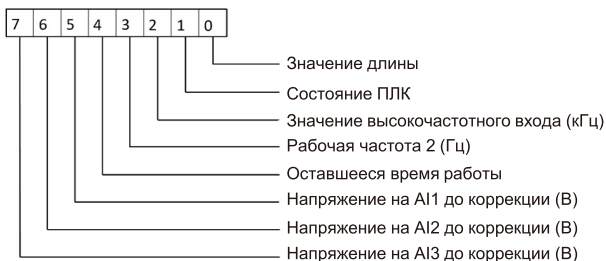 7 6 5 4 3 2 1 0
Значение длины
Состояние ПЛК
Значение высокочастотного входа (кГц)
Рабочая частота 2 (Гц)
Оставшееся время работы
Напряжение на AI1 до коррекции (В)
Напряжение на AI2 до коррекции (В)
Напряжение на AI3 до коррекции (В)